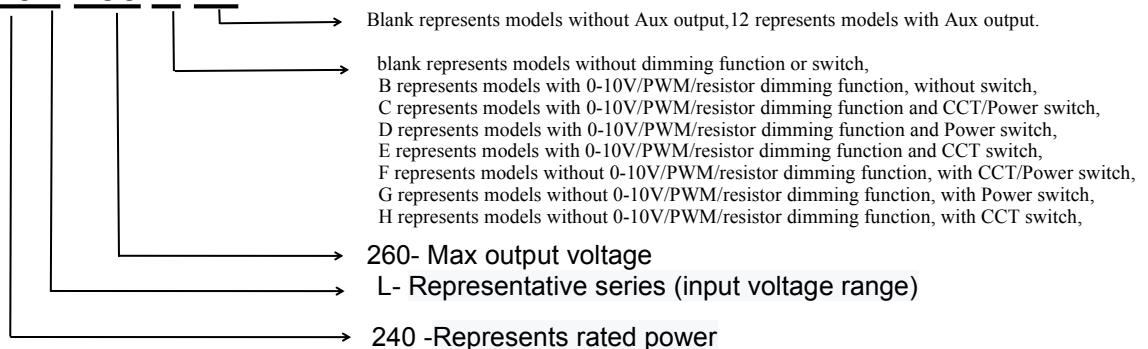 Blank represents models without Aux output,12 represents models with Aux output.
blank represents models without dimming function or switch,
B represents models with 0-10V/PWM/resistor dimming function, without switch,
C represents models with 0-10V/PWM/resistor dimming function and CCT/Power switch,
D represents models with 0-10V/PWM/resistor dimming function and Power switch,
E represents models with 0-10V/PWM/resistor dimming function and CCT switch,
F represents models without 0-10V/PWM/resistor dimming function, with CCT/Power switch,
G represents models without 0-10V/PWM/resistor dimming function, with Power switch,
H represents models without 0-10V/PWM/resistor dimming function, with CCT switch,
260- Max output voltage
L- Representative series (input voltage range)
240 -Represents rated power